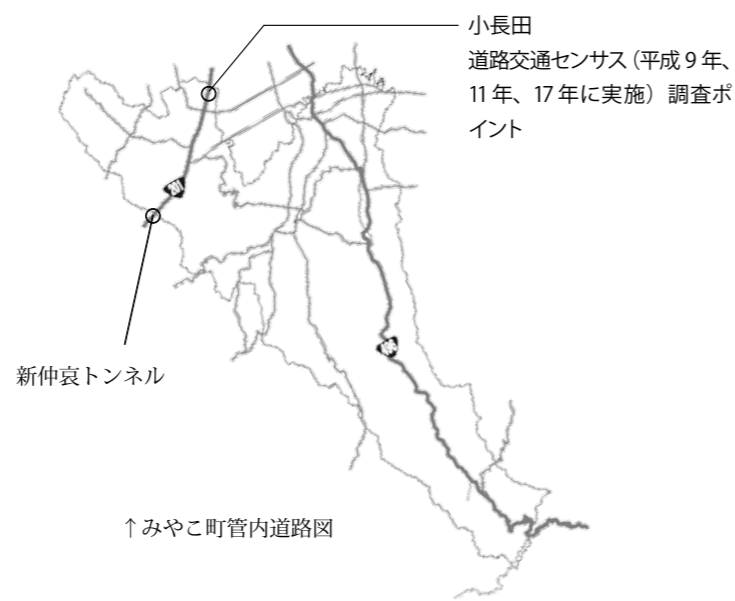 小長田
道路交通センサス（平成９年、
11 年、17 年に実施）調査ポ
イント
新仲哀トンネル
↑みやこ町管内道路図